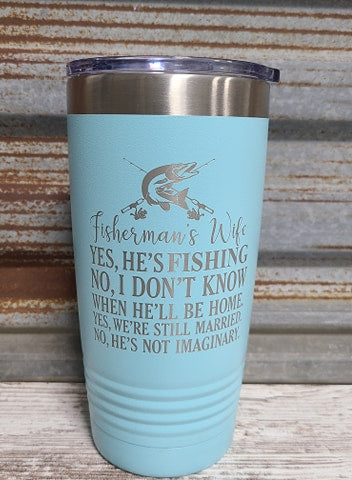 Fisherman's Wife
YES, HE'S FISHING
NO, I DON'T KNOW
WHEN HE'LL BE HOME.
YES, WE'RE STILL MARRIED.
NO, HE'S NOT IMAGINARY.